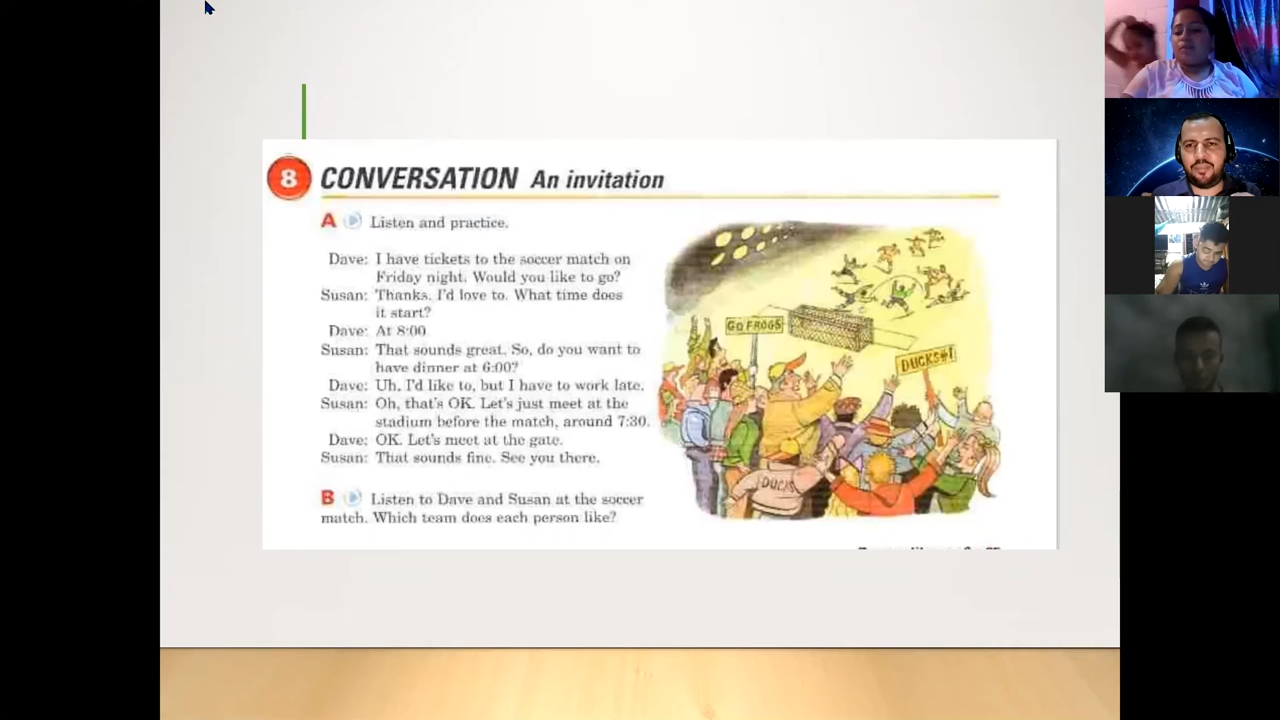 8 CONVERSATION An invitation
A Listen and practice.
Dave: I have tickets to the soccer match on
Friday night. Would you like to go?
Susan: Thanks. I'd love to. What time does
it start?
Dave: At 8:00.
Susan: That sounds great. So, do you want to
have dinner at 6:00?
Dave: Uh, I'd like to, but I have to work late.
Susan: Oh, that's OK. Let's just meet at the
stadium before the match, around 7:30.
Dave: OK. Let's meet at the gate.
Susan: That sounds fine. See you there.
B Listen to Dave and Susan at the soccer
match. Which team does each person like?
GO FROGS
DUCKS#1
DUCKS